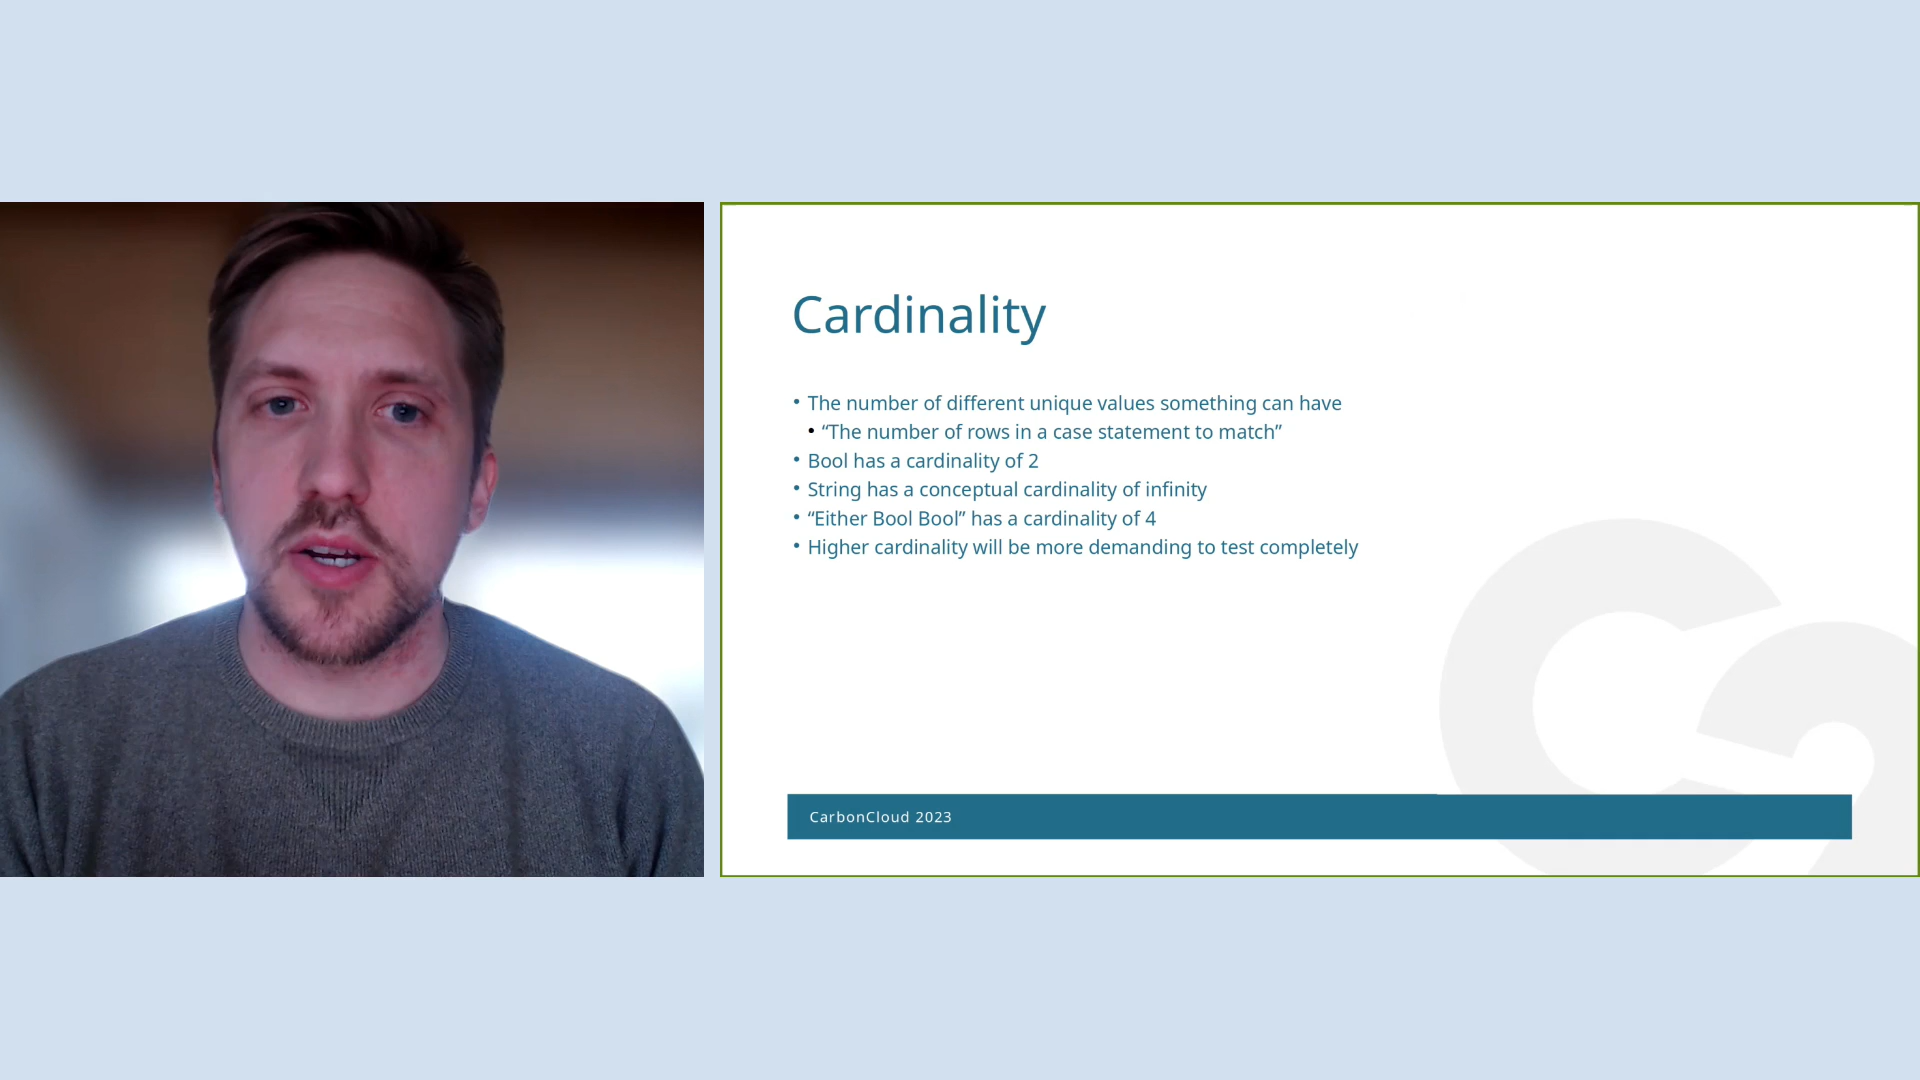 Cardinality
• The number of different unique values something can have
• “The number of rows in a case statement to match”
• Bool has a cardinality of 2
• String has a conceptual cardinality of infinity
• “Either Bool Bool” has a cardinality of 4
• Higher cardinality will be more demanding to test completely
CarbonCloud 2023